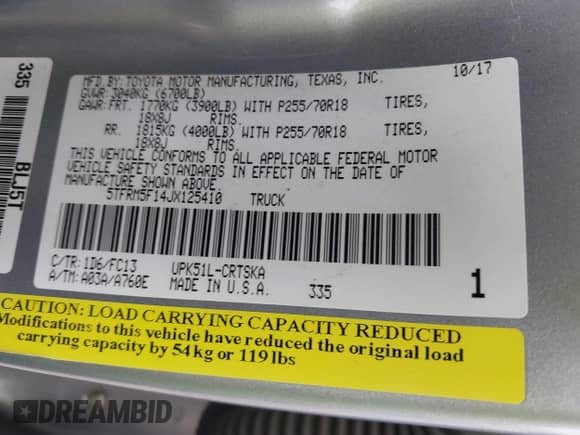 335
BLJ5T
MFD. BY: TOYOTA MOTOR MANUFACTURING, TEXAS, INC. 10/17
GVWR: 3040KG (6700LB)
GAWR: FRT. 1770KG (3900LB) WITH P255/70R18 TIRES,
18X8J RIMS.
RR. 1815KG (4000LB) WITH P255/70R18 TIRES,
18X8J RIMS.
THIS VEHICLE CONFORMS TO ALL APPLICABLE FEDERAL MOTOR
VEHICLE SAFETY STANDARDS IN EFFECT ON THE DATE OF
MANUFACTURE SHOWN ABOVE.
5TFRM5F14JX125410 TRUCK
C/TR: 1D6/FC13 UPK51L-CRTSKA
A/TM: A03A/A760E MADE IN U.S.A. 335 1
CAUTION: LOAD CARRYING CAPACITY REDUCED
Modifications to this vehicle have reduced the original load
carrying capacity by 54 kg or 119 lbs
DREAMBID